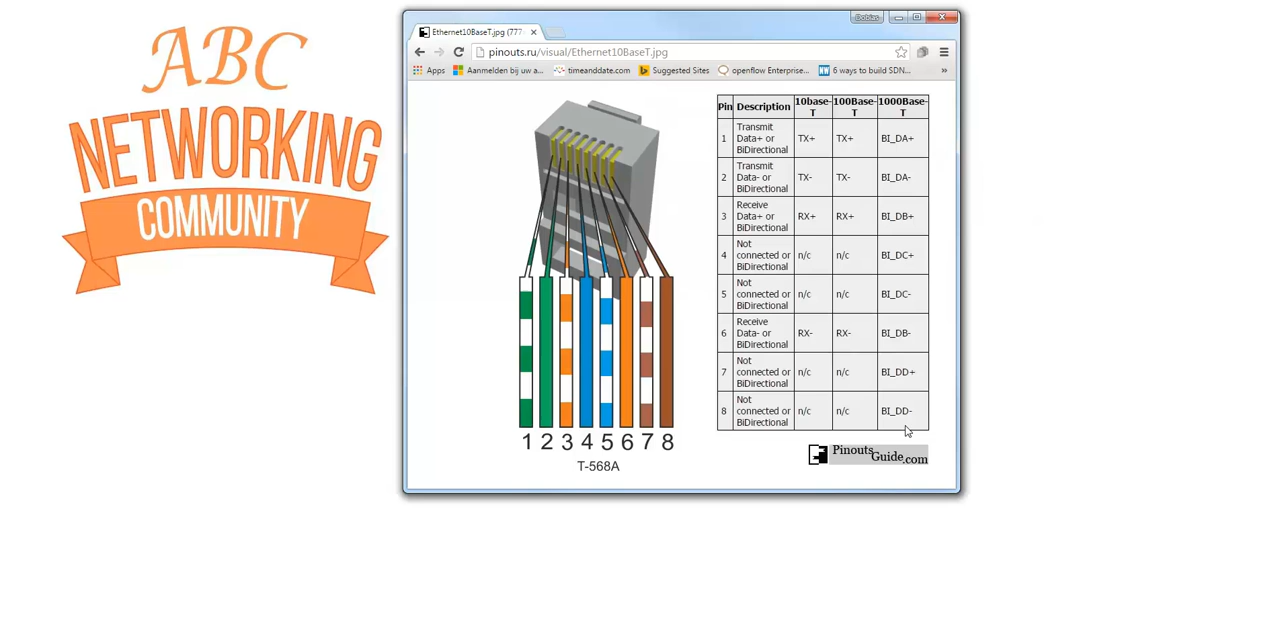 ABC
NETWORKING
COMMUNITY
Dobias
Ethernet10BaseT.jpg (777
pinouts.ru/visual/Ethernet10BaseT.jpg
Apps Aanmelden bij uw a... timeanddate.com Suggested Sites openflow Enterprise... NW 6 ways to build SDN... »
Pin Description 10base-T 100Base-T 1000Base-T
1 Transmit Data+ or BiDirectional TX+ TX+ BI_DA+
2 Transmit Data- or BiDirectional TX- TX- BI_DA-
3 Receive Data+ or BiDirectional RX+ RX+ BI_DB+
4 Not connected or BiDirectional n/c n/c BI_DC+
5 Not connected or BiDirectional n/c n/c BI_DC-
6 Receive Data- or BiDirectional RX- RX- BI_DB-
7 Not connected or BiDirectional n/c n/c BI_DD+
8 Not connected or BiDirectional n/c n/c BI_DD-
1 2 3 4 5 6 7 8
T-568A
Pinouts
Guide.com